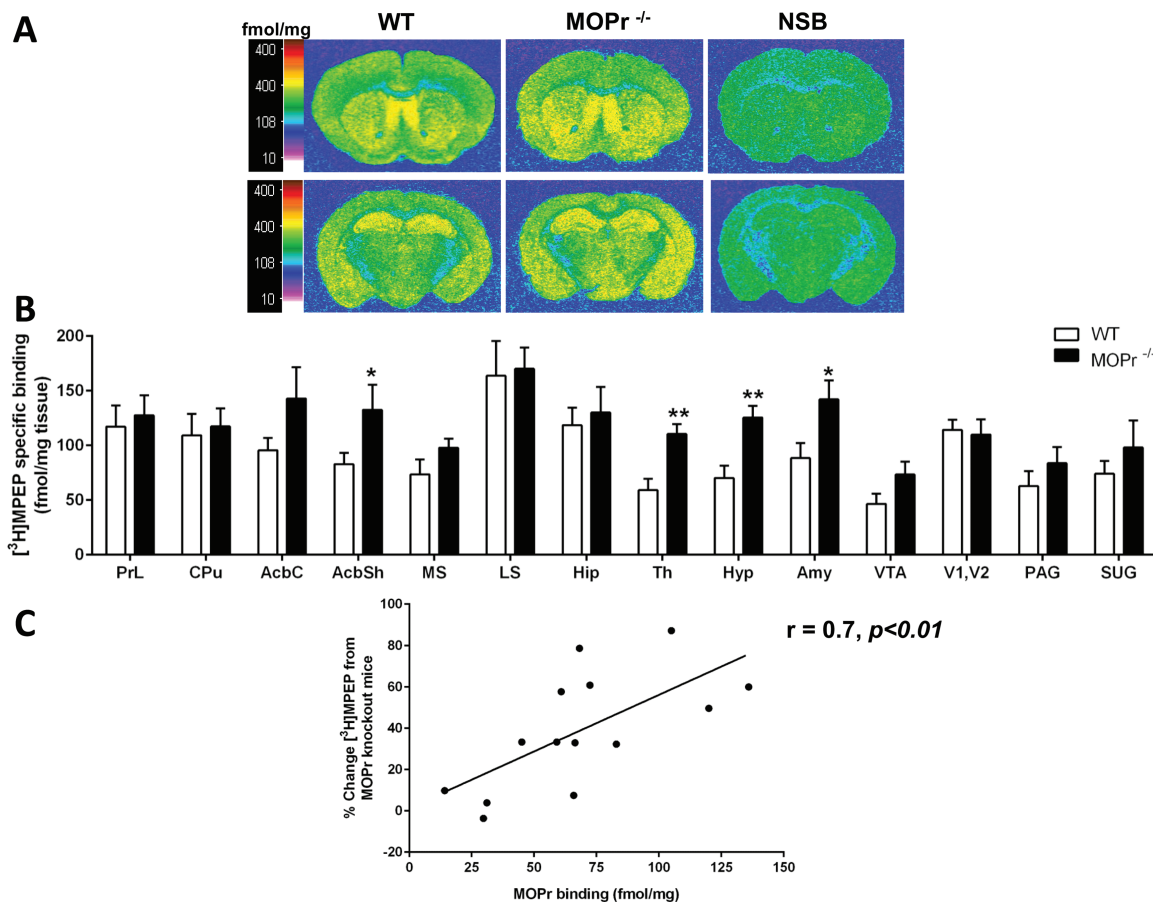 A
fmol/mg
WT
MOPr -/-
NSB
400
400
108
10
400
400
108
10
B
[³H]MPEP specific binding
(fmol/mg tissue)
200
150
100
50
0
*
**
**
*
WT
MOPr -/-
PrL CPu AcbC AcbSh MS LS Hip Th Hyp Amy VTA V1,V2 PAG SUG
C
% Change [³H]MPEP from
MOPr knockout mice
100
80
60
40
20
0
-20
r = 0.7, p<0.01
0 25 50 75 100 125 150
MOPr binding (fmol/mg)